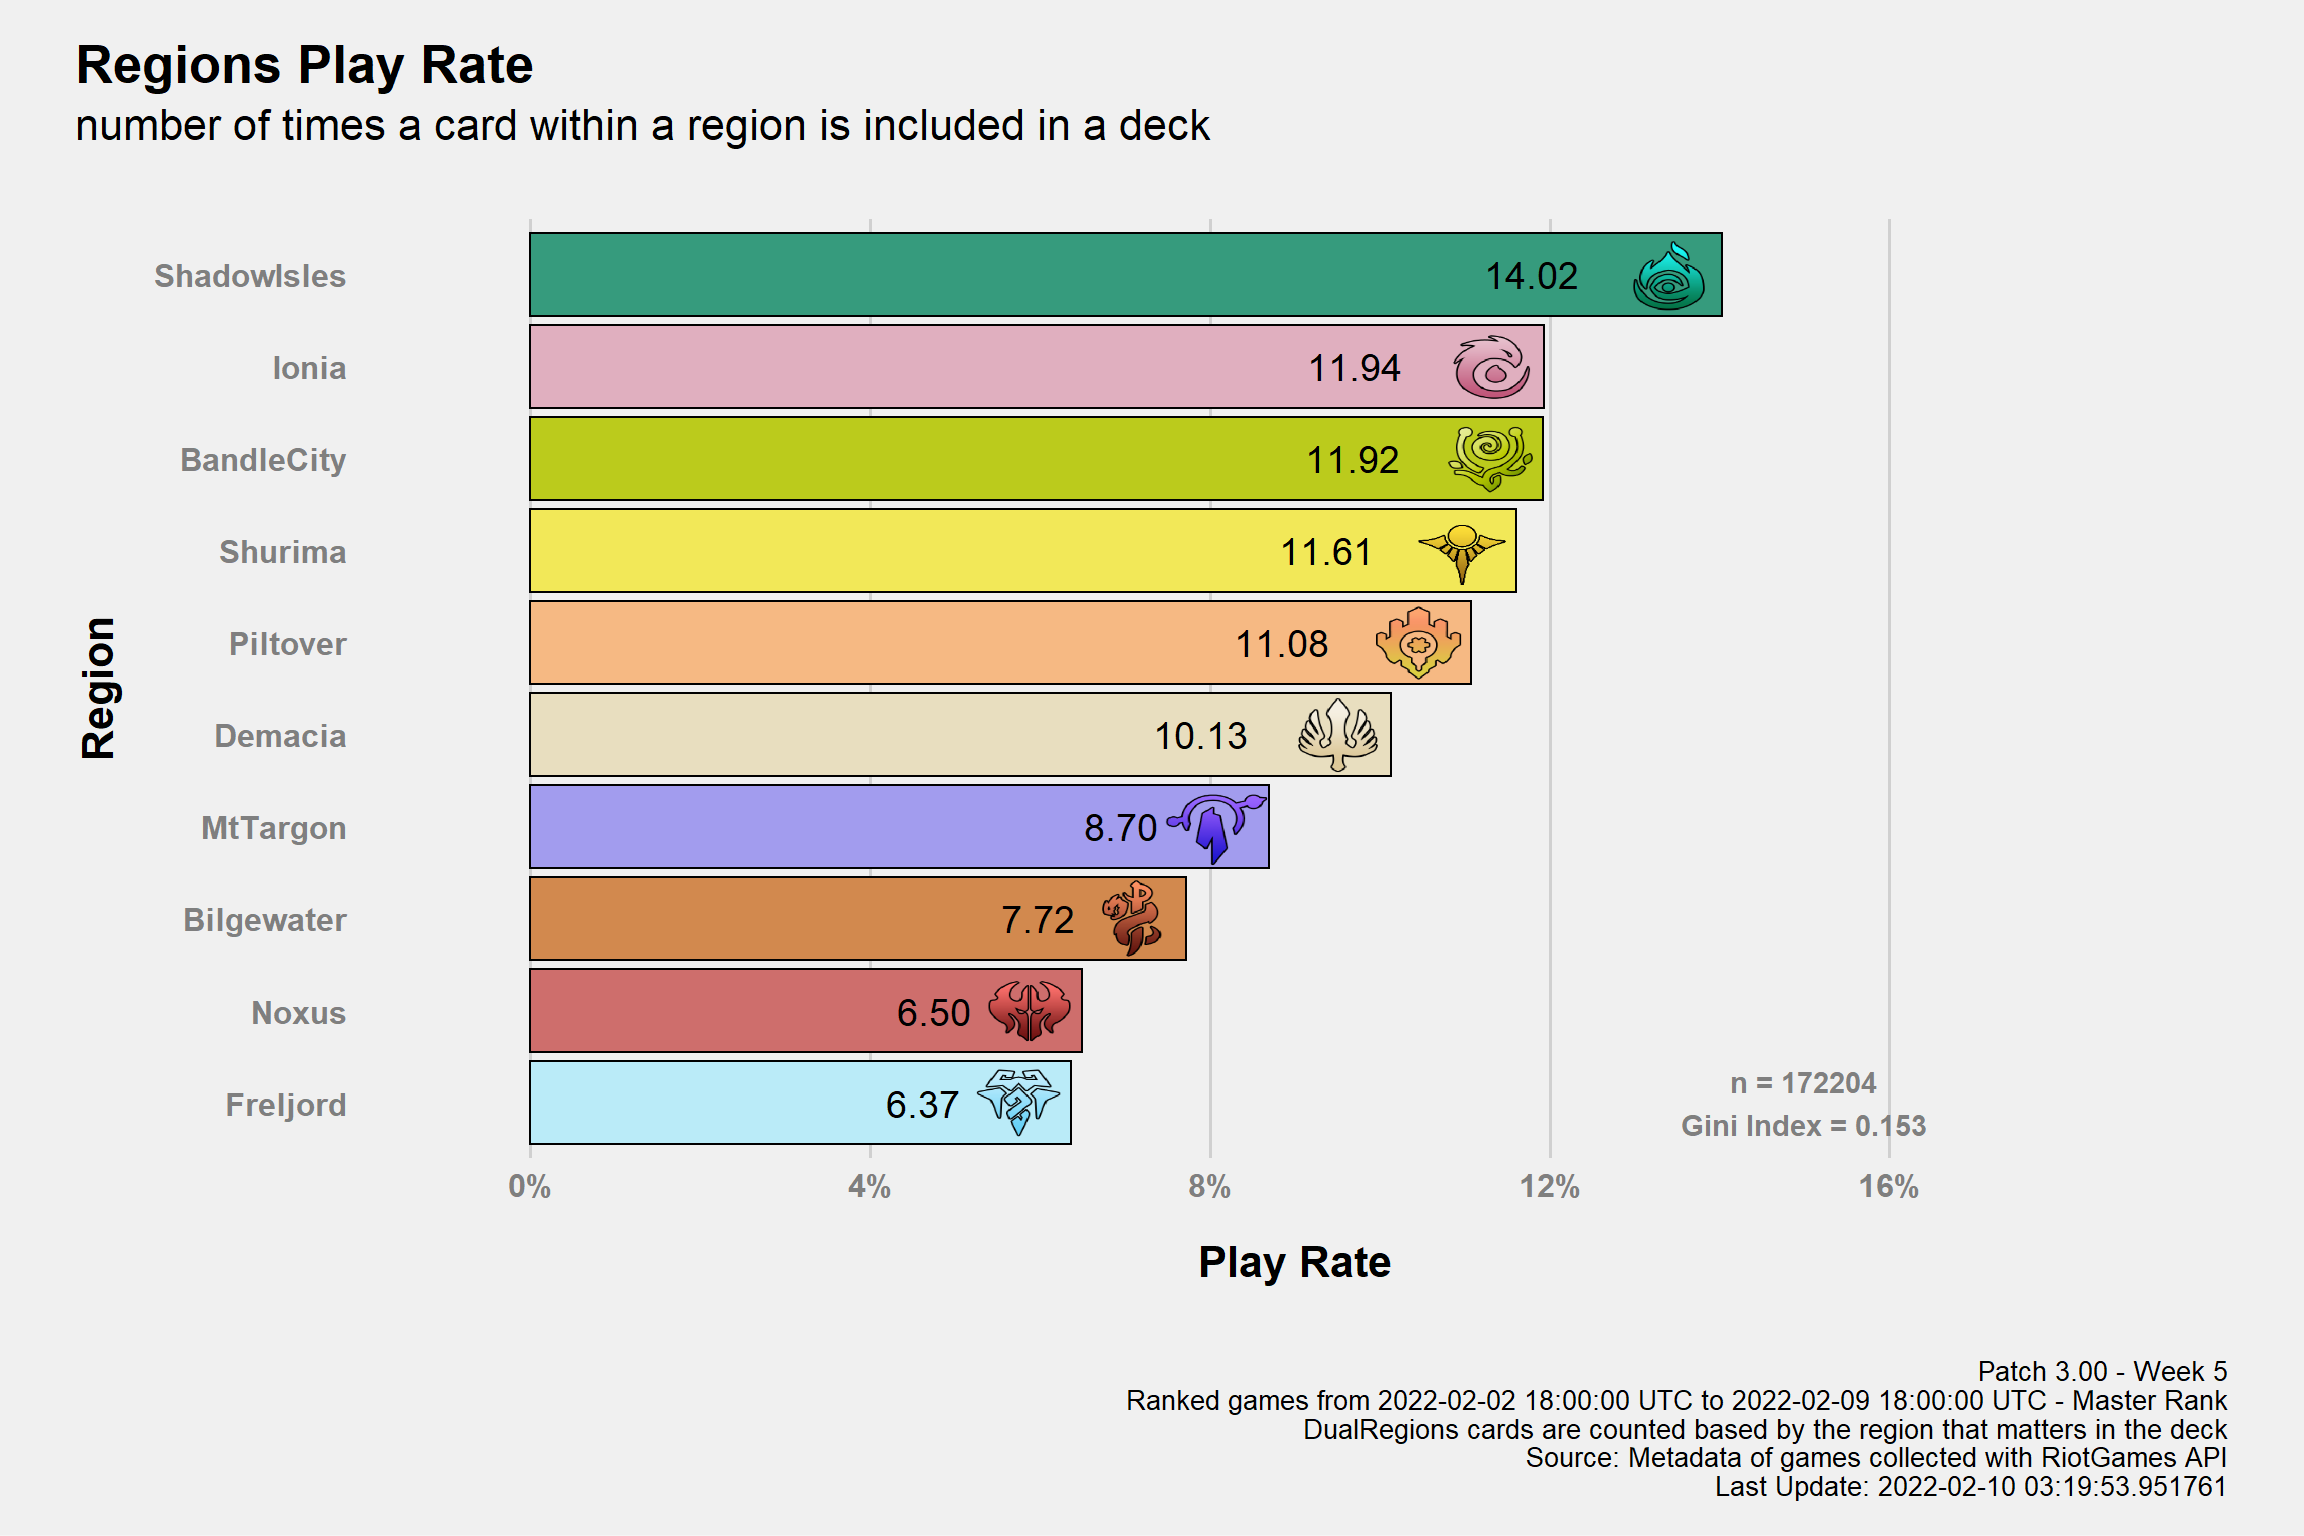 Regions Play Rate
number of times a card within a region is included in a deck
Region
ShadowIsles 14.02
Ionia 11.94
BandleCity 11.92
Shurima 11.61
Piltover 11.08
Demacia 10.13
MtTargon 8.70
Bilgewater 7.72
Noxus 6.50
Freljord 6.37
n = 172204
Gini Index = 0.153
0% 4% 8% 12% 16%
Play Rate
Patch 3.00 - Week 5
Ranked games from 2022-02-02 18:00:00 UTC to 2022-02-09 18:00:00 UTC - Master Rank
DualRegions cards are counted based by the region that matters in the deck
Source: Metadata of games collected with RiotGames API
Last Update: 2022-02-10 03:19:53.951761